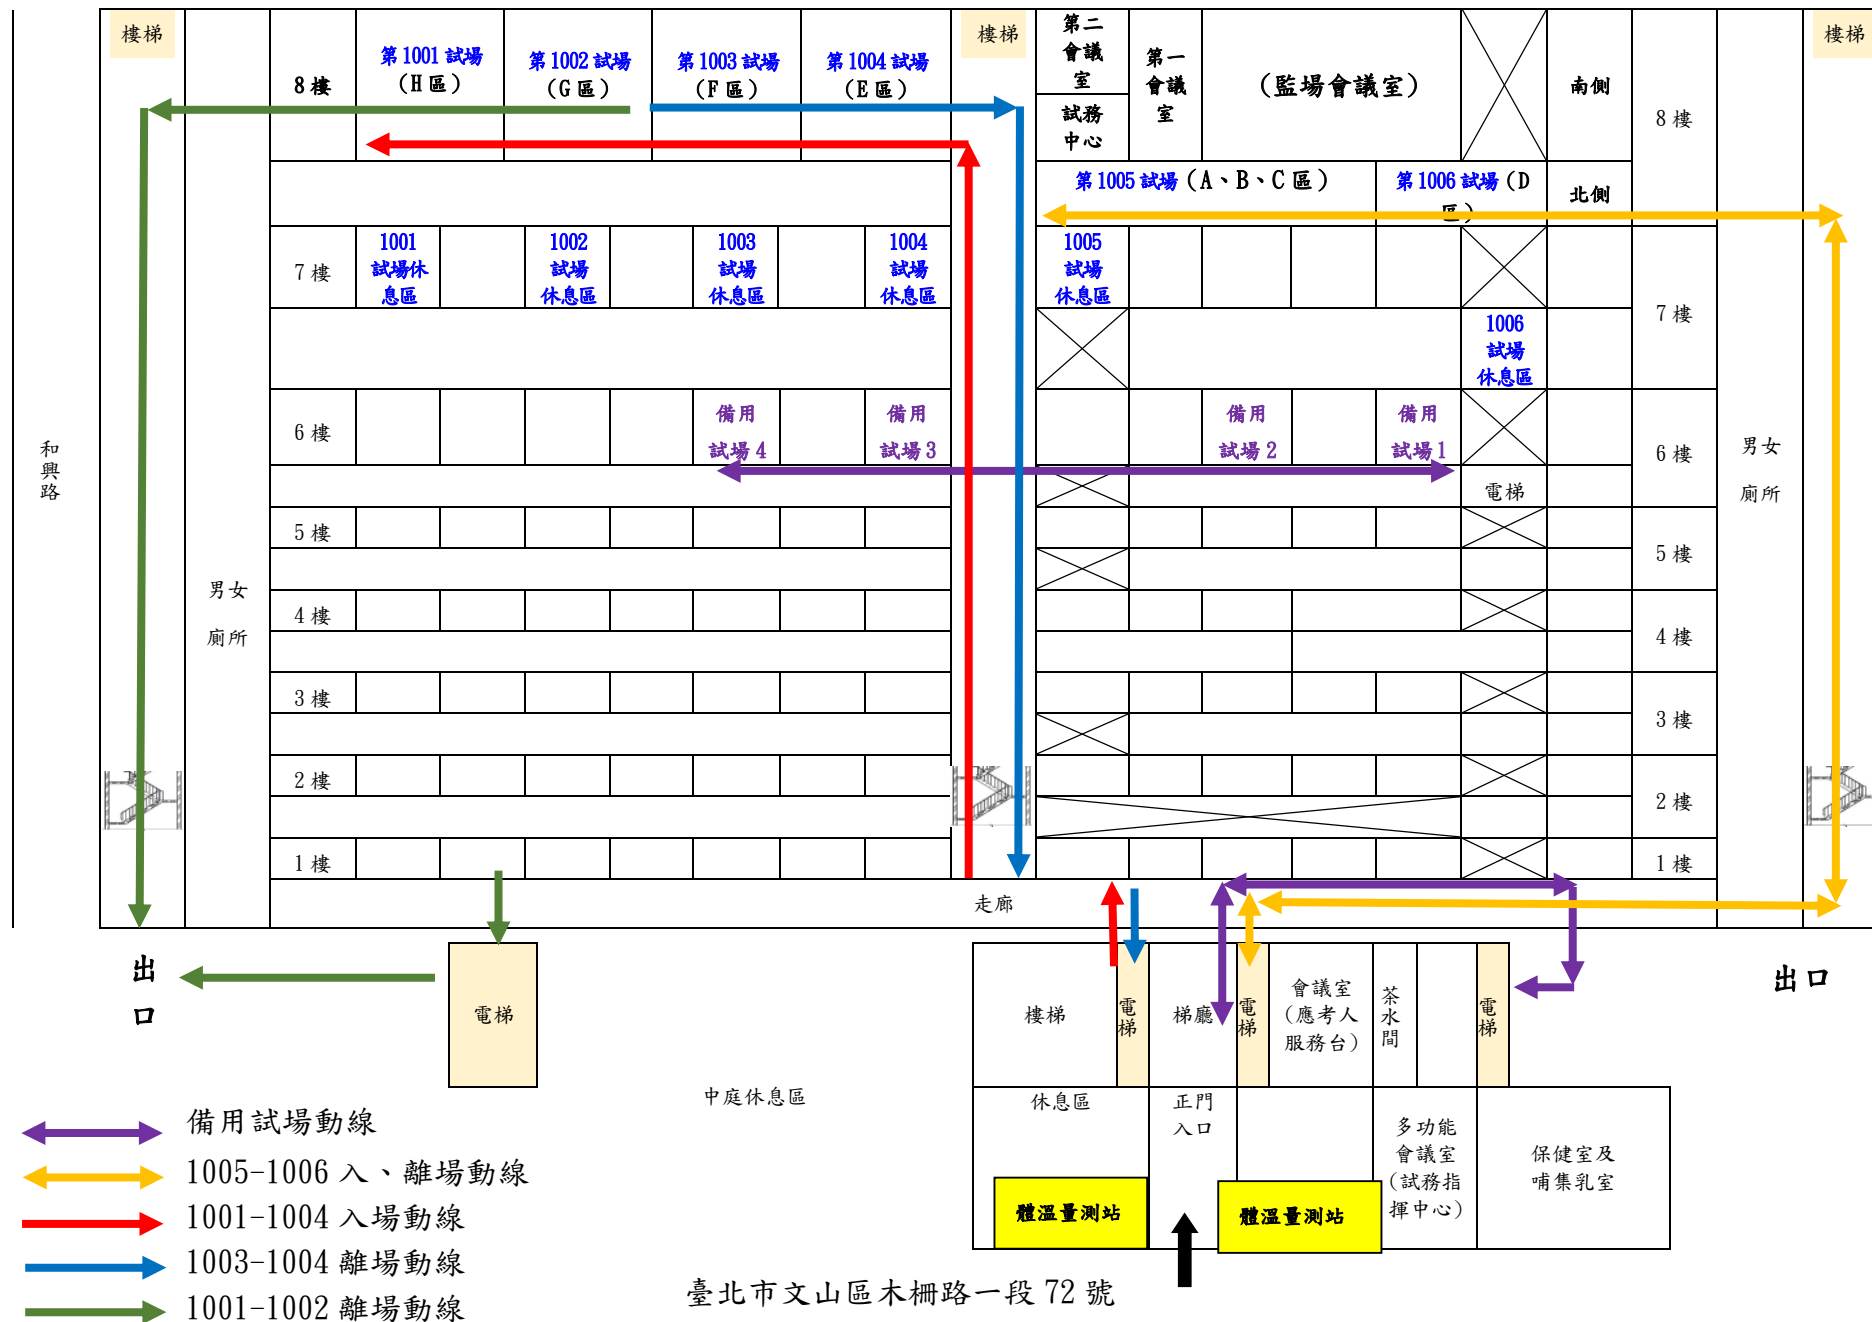 樓梯
8樓
第1001試場
(H區)
第1002試場
(G區)
第1003試場
(F區)
第1004試場
(E區)
樓梯
第二
會議
室
試務
中心
第一
會議
室
(監場會議室)
南側
8樓
樓梯
第1005試場(A、B、C區)
第1006試場(D
區)
北側
7樓
1001
試場休
息區
1002
試場
休息區
1003
試場
休息區
1004
試場
休息區
1005
試場
休息區
7樓
1006
試場
休息區
和興路
6樓
備用
試場4
備用
試場3
備用
試場2
備用
試場1
6樓
男女
廁所
電梯
5樓
5樓
男女
廁所
4樓
4樓
3樓
3樓
2樓
2樓
1樓
1樓
走廊
出
口
電梯
樓梯
電梯
梯廳
電梯
會議室
(應考人
服務台)
茶水間
電梯
出口
中庭休息區
休息區
正門
入口
多功能
會議室
(試務指
揮中心)
保健室及
哺集乳室
體溫量測站
體溫量測站
備用試場動線
1005-1006入、離場動線
1001-1004入場動線
1003-1004離場動線
1001-1002離場動線
臺北市文山區木柵路一段72號